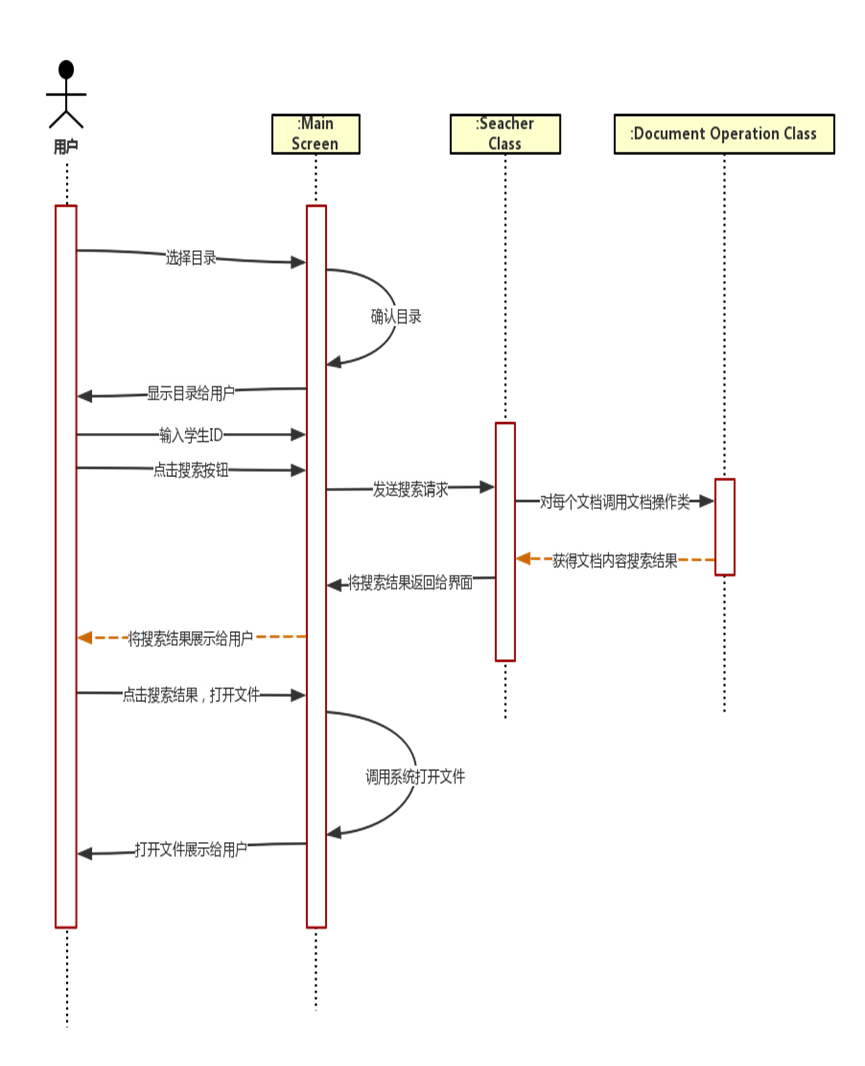 用户
:Main
Screen
:Seacher
Class
:Document Operation Class
选择目录
确认目录
显示目录给用户
输入学生ID
点击搜索按钮
发送搜索请求
对每个文档调用文档操作类
获得文档内容搜索结果
将搜索结果返回给界面
将搜索结果展示给用户
点击搜索结果，打开文件
调用系统打开文件
打开文件展示给用户